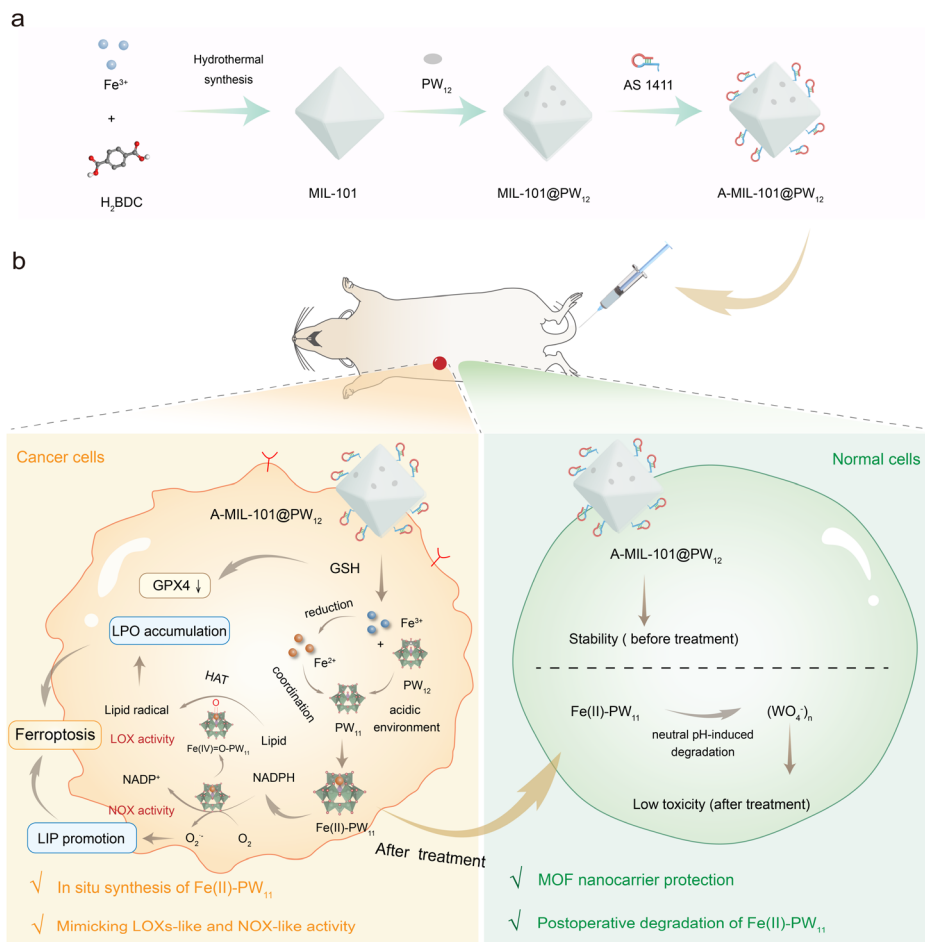 a
Fe³⁺
+
H₂BDC
Hydrothermal
synthesis
MIL-101
PW₁₂
MIL-101@PW₁₂
AS 1411
A-MIL-101@PW₁₂
b
Cancer cells
A-MIL-101@PW₁₂
GSH
GPX4 ↓
LPO accumulation
reduction
Fe³⁺
+
Fe²⁺
PW₁₂
coordination
acidic
environment
PW₁₁
HAT
O
Lipid radical
Fe(IV)=O-PW₁₁
Lipid
LOX activity
Ferroptosis
NADP⁺
NADPH
NOX activity
Fe(II)-PW₁₁
LIP promotion
O₂·⁻
O₂
After treatment
√ In situ synthesis of Fe(II)-PW₁₁
√ Mimicking LOXs-like and NOX-like activity
Normal cells
A-MIL-101@PW₁₂
Stability ( before treatment)
Fe(II)-PW₁₁
(WO₄⁻)ₙ
neutral pH-induced
degradation
Low toxicity (after treatment)
√ MOF nanocarrier protection
√ Postoperative degradation of Fe(II)-PW₁₁